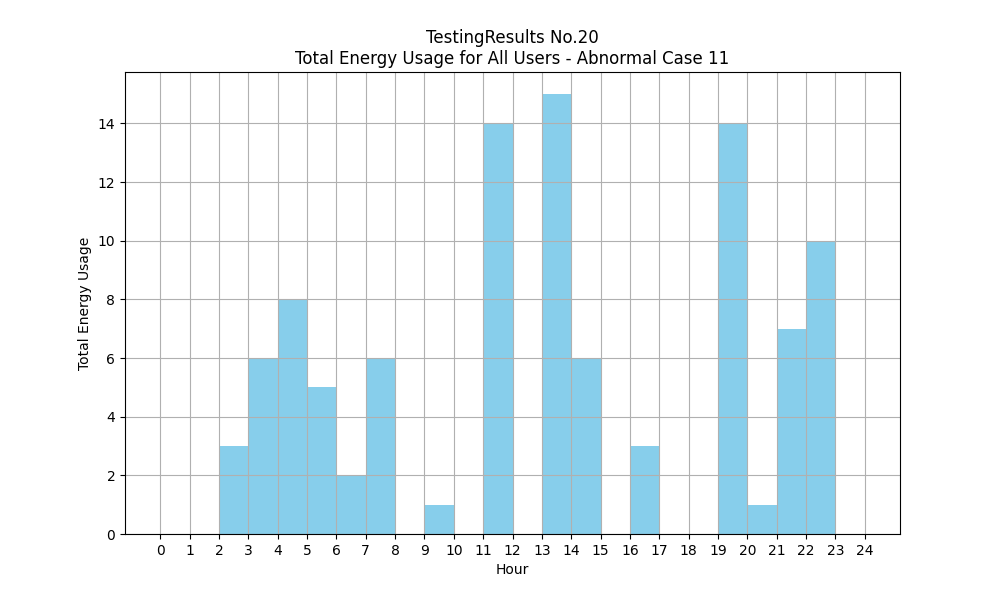 TestingResults No.20
Total Energy Usage for All Users - Abnormal Case 11
Total Energy Usage
14
12
10
8
6
4
2
0
0 1 2 3 4 5 6 7 8 9 10 11 12 13 14 15 16 17 18 19 20 21 22 23 24
Hour